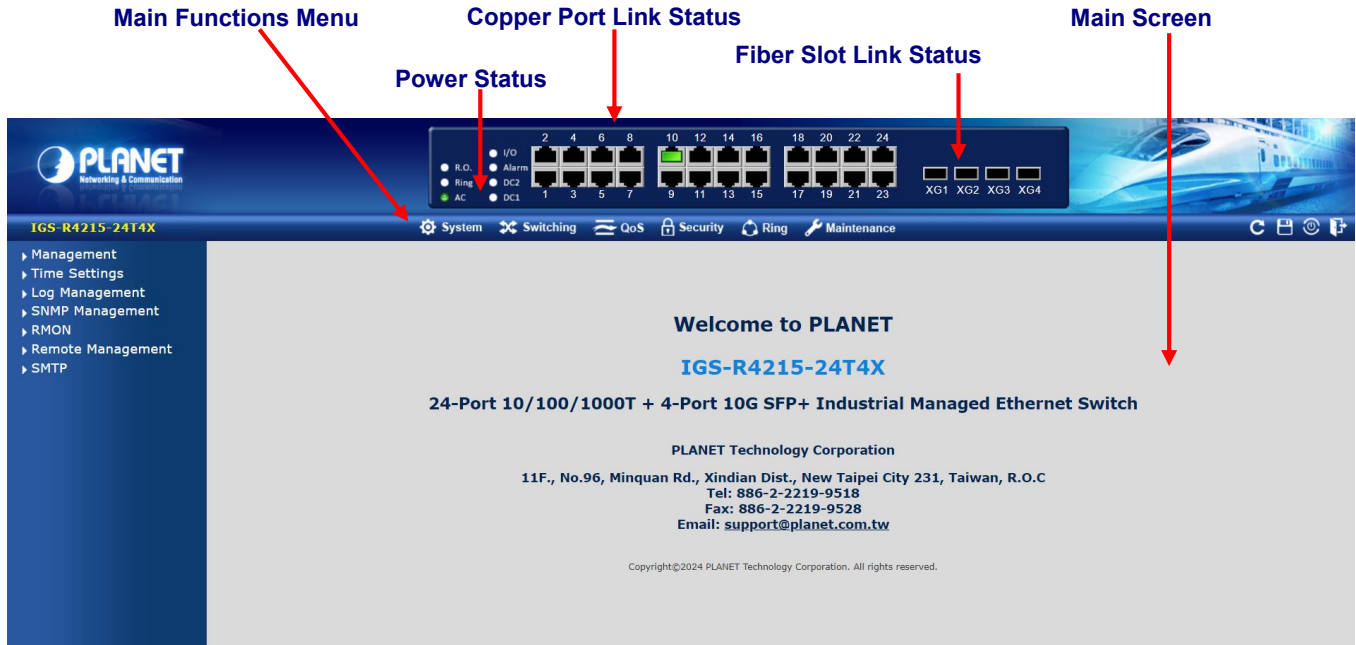 Main Functions Menu
Copper Port Link Status
Main Screen
Fiber Slot Link Status
Power Status
PLANET
Networking & Communication
2 4 6 8 10 12 14 16 18 20 22 24
I/O
R.O. Alarm
Ring DC2
AC DC1
1 3 5 7 9 11 13 15 17 19 21 23
XG1 XG2 XG3 XG4
IGS-R4215-24T4X
System Switching QoS Security Ring Maintenance
Management
Time Settings
Log Management
SNMP Management
RMON
Remote Management
SMTP
Welcome to PLANET
IGS-R4215-24T4X
24-Port 10/100/1000T + 4-Port 10G SFP+ Industrial Managed Ethernet Switch
PLANET Technology Corporation
11F., No.96, Minquan Rd., Xindian Dist., New Taipei City 231, Taiwan, R.O.C
Tel: 886-2-2219-9518
Fax: 886-2-2219-9528
Email: support@planet.com.tw
Copyright©2024 PLANET Technology Corporation. All rights reserved.